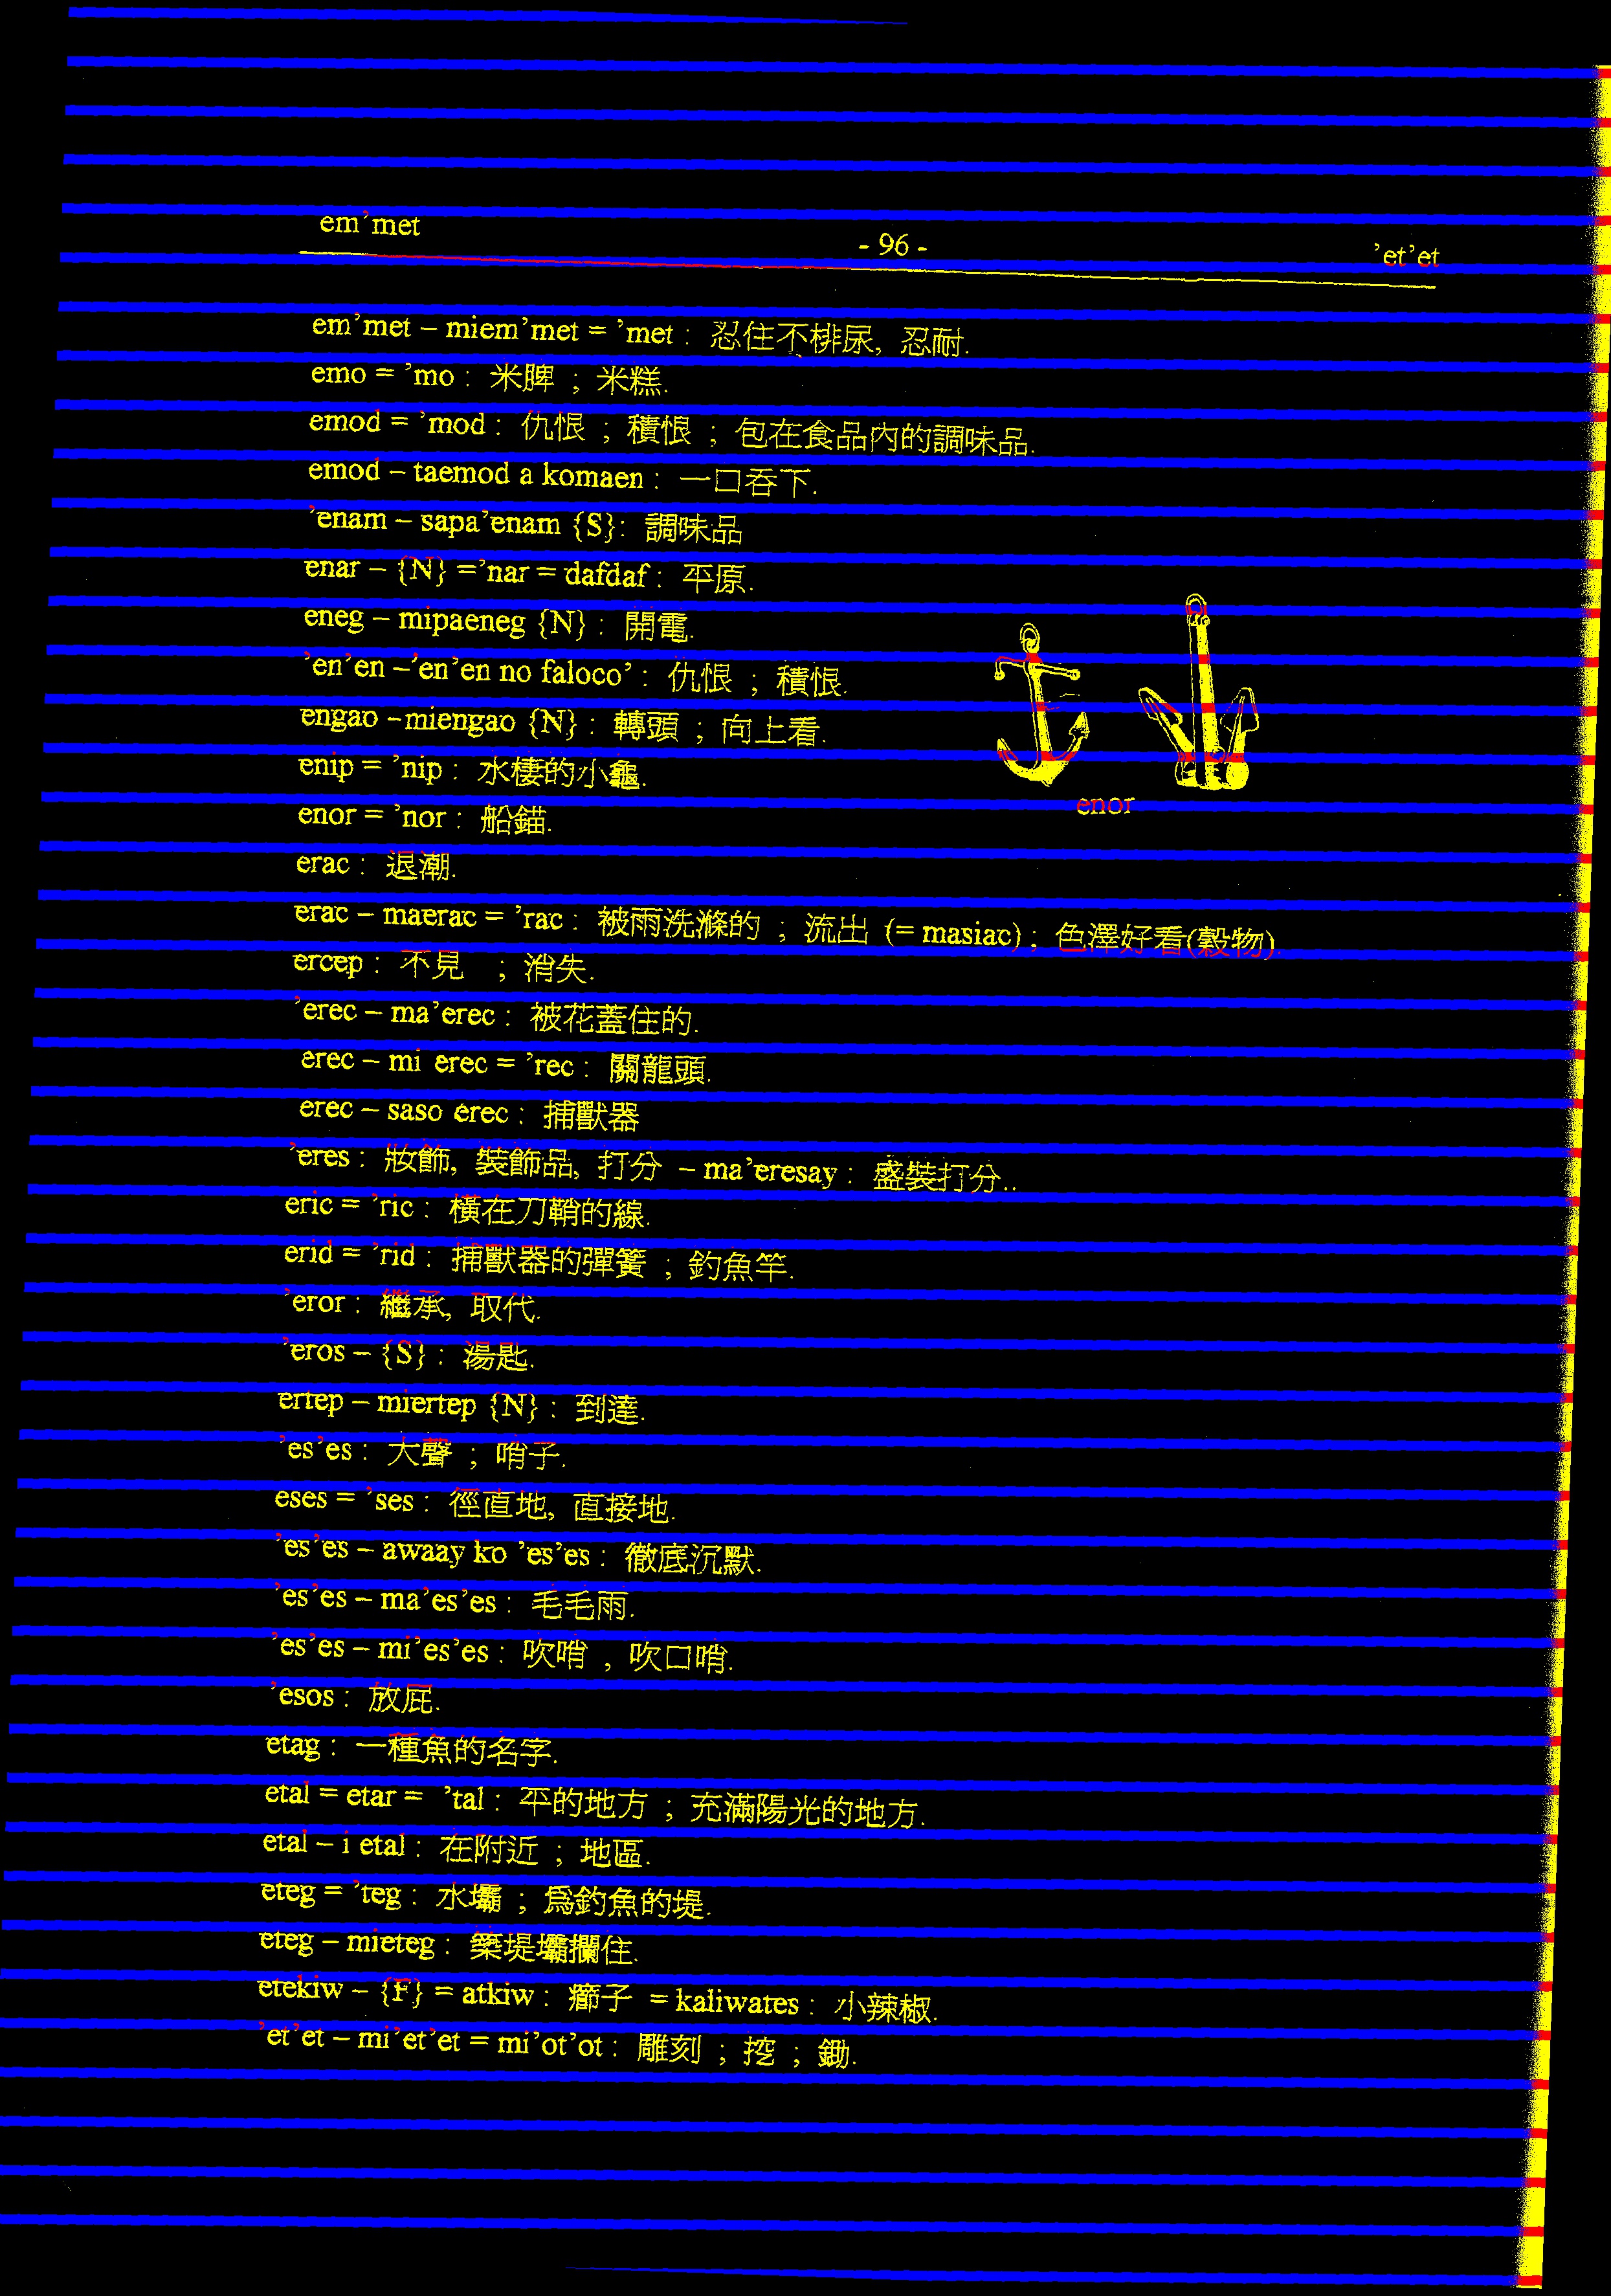 em’met - 96 - ’et’et
em’met – miem’met = ’met : 忍住不排尿, 忍耐.
emo = ’mo : 米脾 ; 米糕.
emod = ’mod : 仇恨 ; 積恨 ; 包在食品內的調味品.
emod – taemod a komaen : 一口吞下.
’enam – sapa’enam {S}: 調味品
enar – {N} =’nar = dafdaf : 平原.
eneg – mipaeneg {N} : 開電.
’en’en –’en’en no faloco’ : 仇恨 ; 積恨.
engao –miengao {N} : 轉頭 ; 向上看.
enip = ’nip : 水棲的小龜.
enor = ’nor : 船錨.
enor
erac : 退潮.
erac – maerac = ’rac : 被雨洗滌的 ; 流出 (= masiac) ; 色澤好看(穀物).
ercep : 不見 ; 消失.
’erec – ma’erec : 被花蓋住的.
erec – mi erec = ’rec : 關龍頭.
erec – saso erec : 捕獸器
’eres : 妝飾, 裝飾品, 打分 – ma’eresay : 盛裝打分..
eric = ’ric : 橫在刀鞘的線.
erid = ’rid : 捕獸器的彈簧 ; 釣魚竿.
’eror : 繼承, 取代.
’eros – {S} : 湯匙.
ertep – miertep {N} : 到達.
’es’es : 大聲 ; 哨子.
eses = ’ses : 徑直地, 直接地.
’es’es – awaay ko ’es’es : 徹底沉默.
’es’es – ma’es’es : 毛毛雨.
’es’es – mi’es’es : 吹哨 , 吹口哨.
’esos : 放屁.
etag : 一種魚的名字.
etal = etar = ’tal : 平的地方 ; 充滿陽光的地方.
etal – i etal : 在附近 ; 地區.
eteg = ’teg : 水壩 ; 爲釣魚的堤.
eteg – mieteg : 築堤壩攔住.
etekiw – {F} = atkiw : 癤子 = kaliwates : 小辣椒.
’et’et – mi’et’et = mi’ot’ot : 雕刻 ; 挖 ; 鋤.